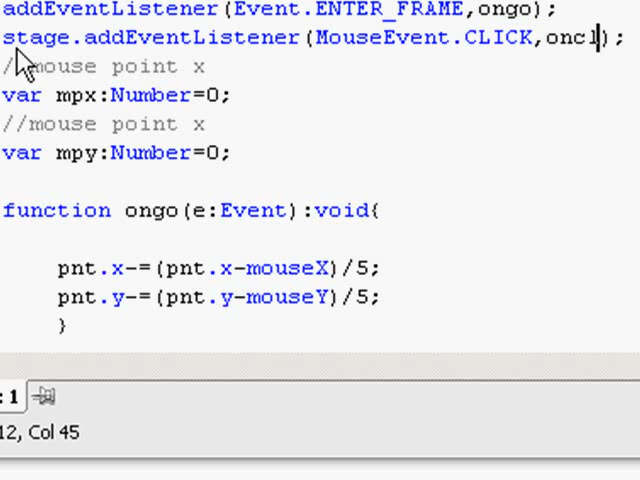 addEventListener(Event.ENTER_FRAME,ongo);
stage.addEventListener(MouseEvent.CLICK,oncl);
//mouse point x
var mpx:Number=0;
//mouse point x
var mpy:Number=0;
function ongo(e:Event):void{
pnt.x-=(pnt.x-mouseX)/5;
pnt.y-=(pnt.y-mouseY)/5;
}
: 1
12, Col 45